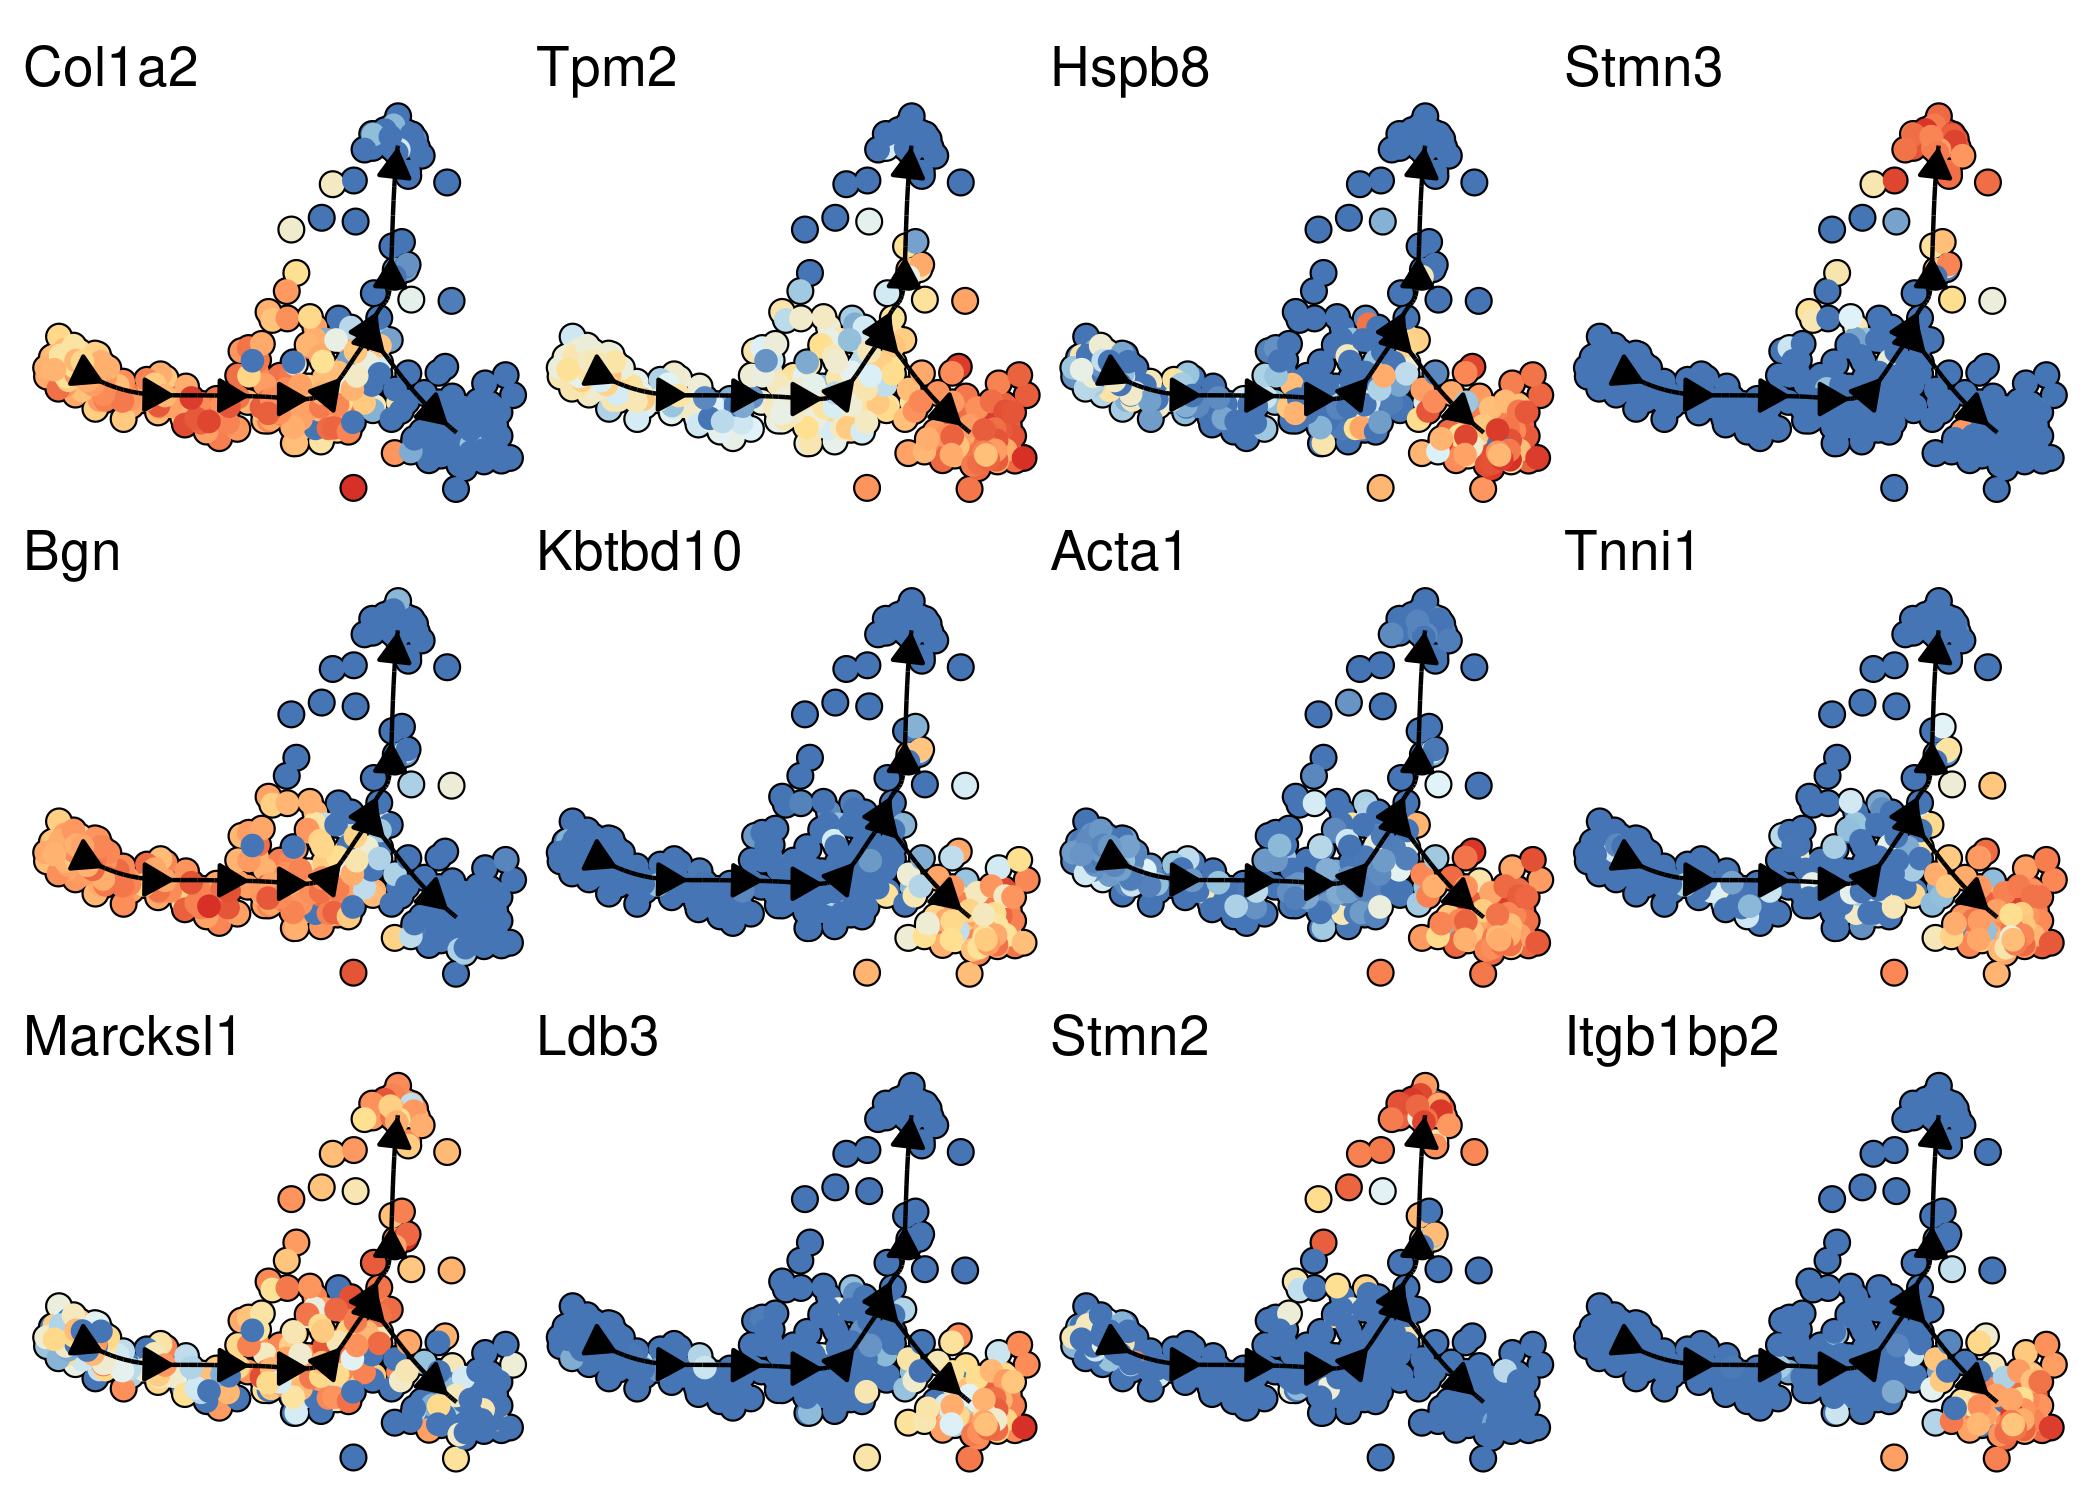 Col1a2 Tpm2 Hspb8 Stmn3
Bgn Kbtbd10 Acta1 Tnni1
Marcksl1 Ldb3 Stmn2 Itgb1bp2